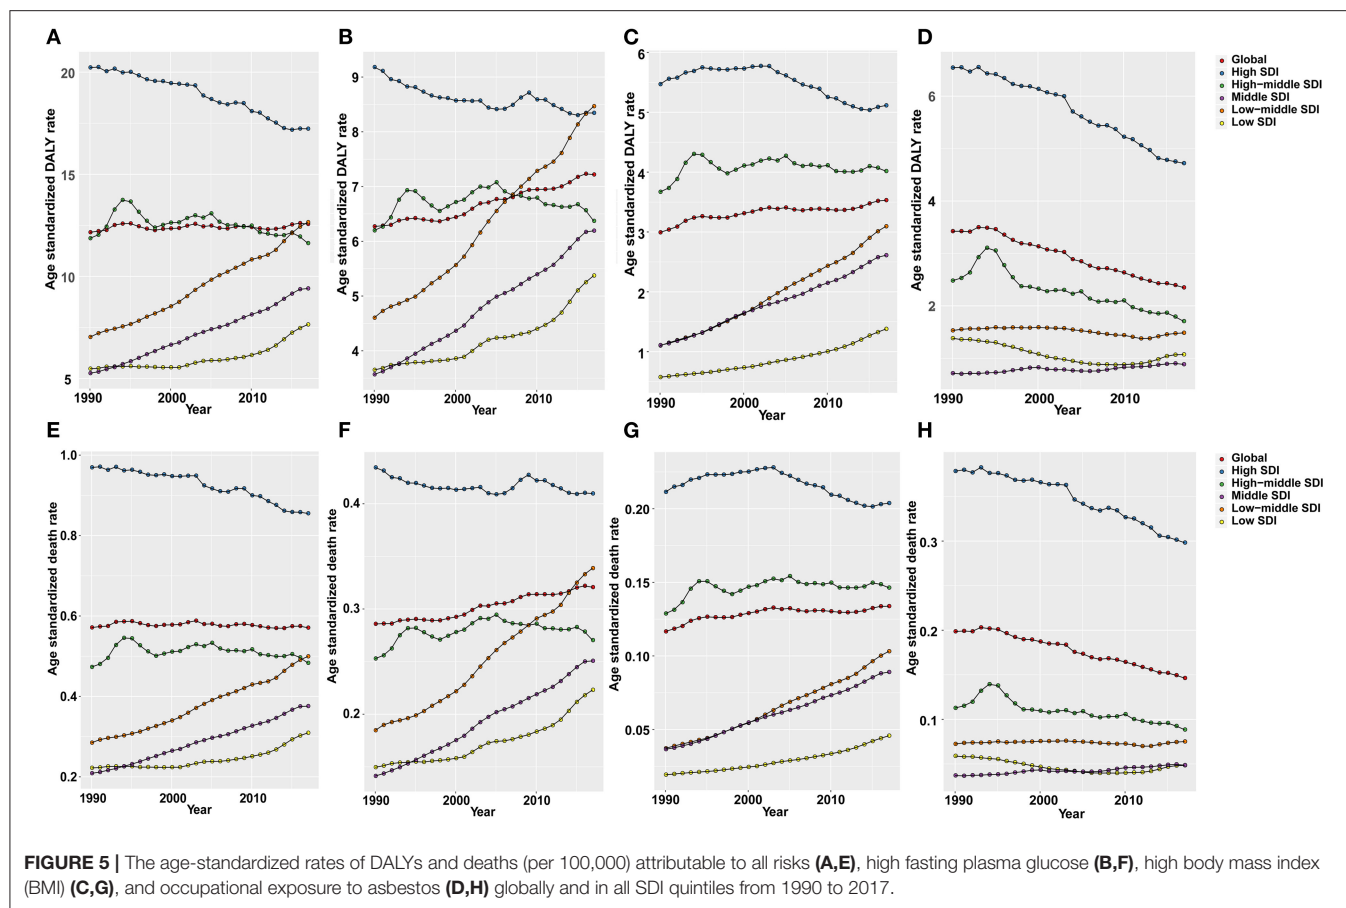 A
B
C
D
Age standardized DALY rate
20
15
10
5
1990
2000
2010
Year
Age standardized DALY rate
9
8
7
6
5
4
1990
2000
2010
Year
Age standardized DALY rate
6
5
4
3
2
1
1990
2000
2010
Year
Age standardized DALY rate
6
4
2
1990
2000
2010
Year
Global
High SDI
High−middle SDI
Middle SDI
Low−middle SDI
Low SDI
E
F
G
H
Age standardized death rate
1.0
0.8
0.6
0.4
0.2
1990
2000
2010
Year
Age standardized death rate
0.4
0.3
0.2
1990
2000
2010
Year
Age standardized death rate
0.20
0.15
0.10
0.05
1990
2000
2010
Year
Age standardized death rate
0.3
0.2
0.1
1990
2000
2010
Year
Global
High SDI
High−middle SDI
Middle SDI
Low−middle SDI
Low SDI
FIGURE 5 | The age-standardized rates of DALYs and deaths (per 100,000) attributable to all risks (A,E), high fasting plasma glucose (B,F), high body mass index
(BMI) (C,G), and occupational exposure to asbestos (D,H) globally and in all SDI quintiles from 1990 to 2017.